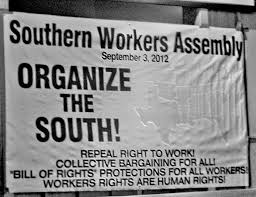 Southern Workers Assembly
September 3, 2012
ORGANIZE
THE
SOUTH!
REPEAL RIGHT TO WORK!
COLLECTIVE BARGAINING FOR ALL!
"BILL OF RIGHTS" PROTECTIONS FOR ALL WORKERS!
WORKERS RIGHTS ARE HUMAN RIGHTS!